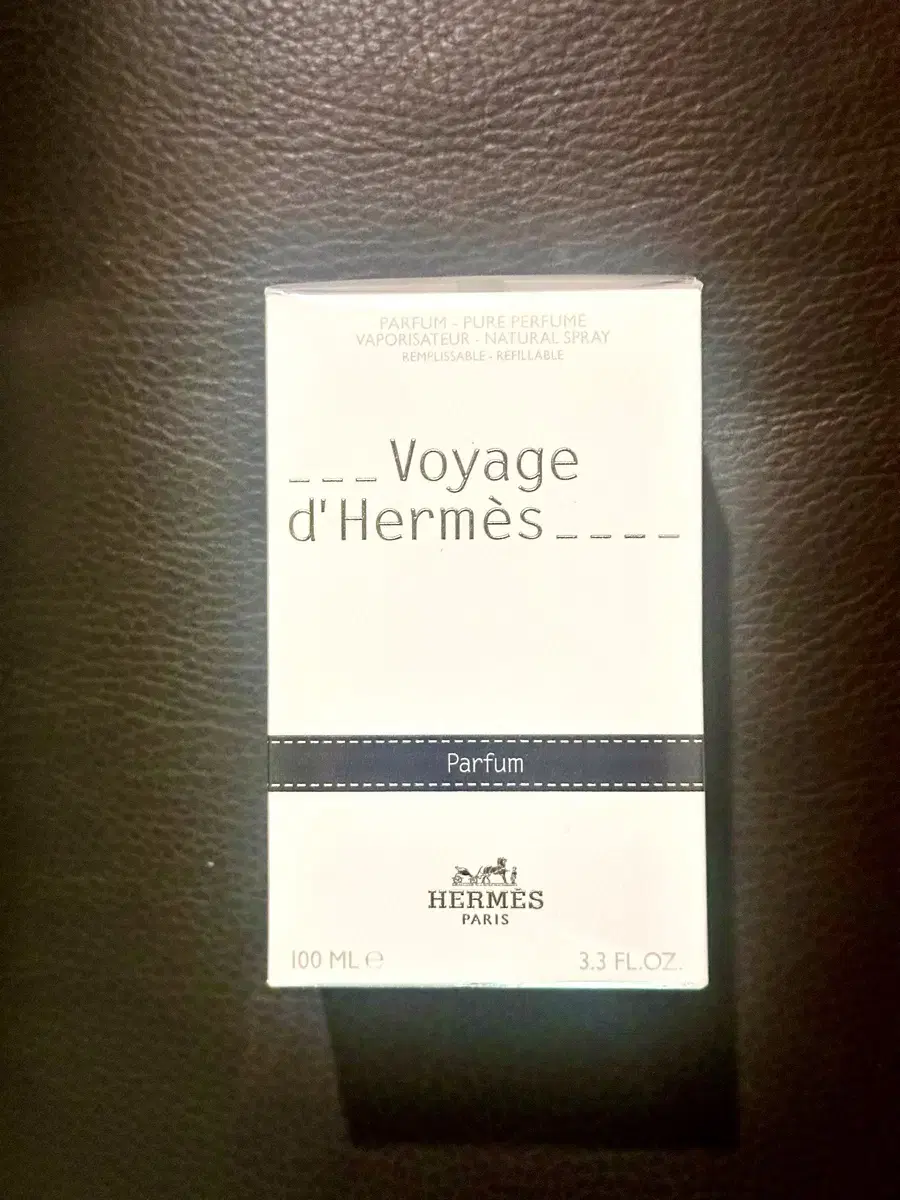 PARFUM - PURE PERFUME
VAPORISATEUR - NATURAL SPRAY
REMPLISSABLE - REFILLABLE
___Voyage
d'Hermès____
Parfum
HERMÈS
PARIS
100 ML ℮ 3.3 FL.OZ.